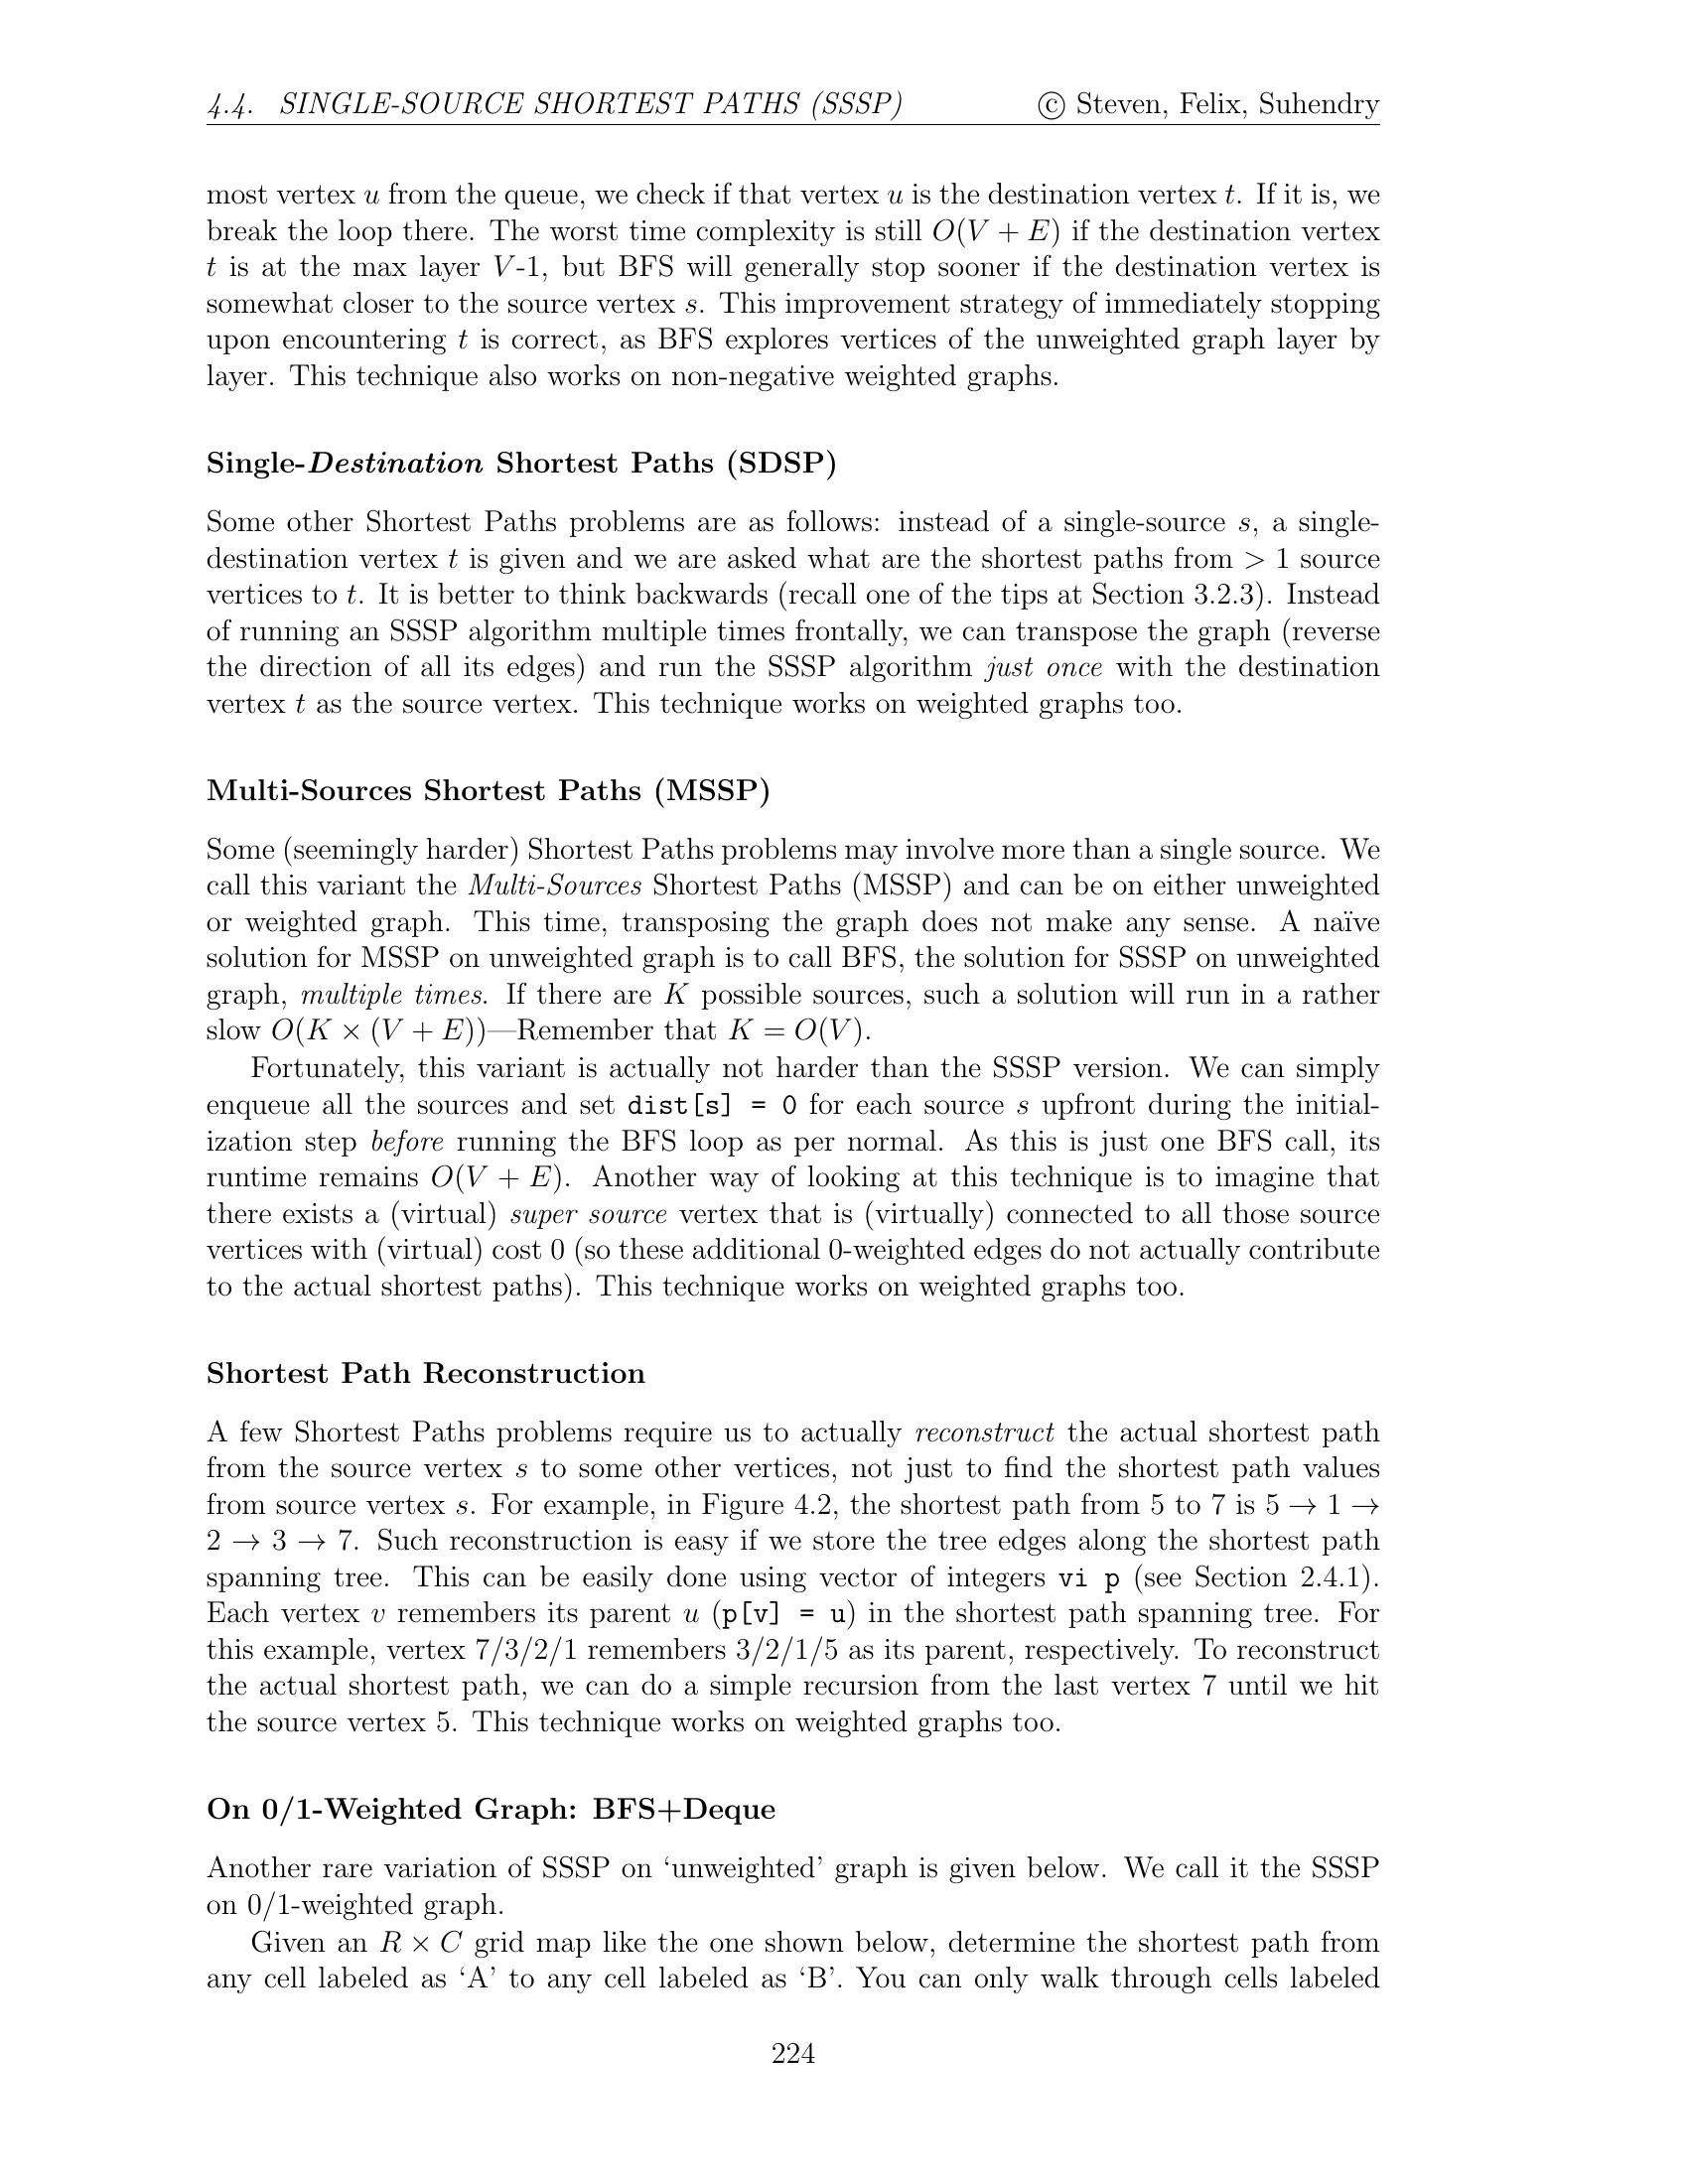 4.4. SINGLE-SOURCE SHORTEST PATHS (SSSP) © Steven, Felix, Suhendry
most vertex u from the queue, we check if that vertex u is the destination vertex t. If it is, we
break the loop there. The worst time complexity is still O(V + E) if the destination vertex
t is at the max layer V-1, but BFS will generally stop sooner if the destination vertex is
somewhat closer to the source vertex s. This improvement strategy of immediately stopping
upon encountering t is correct, as BFS explores vertices of the unweighted graph layer by
layer. This technique also works on non-negative weighted graphs.
Single-Destination Shortest Paths (SDSP)
Some other Shortest Paths problems are as follows: instead of a single-source s, a single-
destination vertex t is given and we are asked what are the shortest paths from > 1 source
vertices to t. It is better to think backwards (recall one of the tips at Section 3.2.3). Instead
of running an SSSP algorithm multiple times frontally, we can transpose the graph (reverse
the direction of all its edges) and run the SSSP algorithm just once with the destination
vertex t as the source vertex. This technique works on weighted graphs too.
Multi-Sources Shortest Paths (MSSP)
Some (seemingly harder) Shortest Paths problems may involve more than a single source. We
call this variant the Multi-Sources Shortest Paths (MSSP) and can be on either unweighted
or weighted graph. This time, transposing the graph does not make any sense. A naïve
solution for MSSP on unweighted graph is to call BFS, the solution for SSSP on unweighted
graph, multiple times. If there are K possible sources, such a solution will run in a rather
slow O(K × (V + E))—Remember that K = O(V).
Fortunately, this variant is actually not harder than the SSSP version. We can simply
enqueue all the sources and set dist[s] = 0 for each source s upfront during the initial-
ization step before running the BFS loop as per normal. As this is just one BFS call, its
runtime remains O(V + E). Another way of looking at this technique is to imagine that
there exists a (virtual) super source vertex that is (virtually) connected to all those source
vertices with (virtual) cost 0 (so these additional 0-weighted edges do not actually contribute
to the actual shortest paths). This technique works on weighted graphs too.
Shortest Path Reconstruction
A few Shortest Paths problems require us to actually reconstruct the actual shortest path
from the source vertex s to some other vertices, not just to find the shortest path values
from source vertex s. For example, in Figure 4.2, the shortest path from 5 to 7 is 5 → 1 →
2 → 3 → 7. Such reconstruction is easy if we store the tree edges along the shortest path
spanning tree. This can be easily done using vector of integers vi p (see Section 2.4.1).
Each vertex v remembers its parent u (p[v] = u) in the shortest path spanning tree. For
this example, vertex 7/3/2/1 remembers 3/2/1/5 as its parent, respectively. To reconstruct
the actual shortest path, we can do a simple recursion from the last vertex 7 until we hit
the source vertex 5. This technique works on weighted graphs too.
On 0/1-Weighted Graph: BFS+Deque
Another rare variation of SSSP on ‘unweighted’ graph is given below. We call it the SSSP
on 0/1-weighted graph.
Given an R × C grid map like the one shown below, determine the shortest path from
any cell labeled as ‘A’ to any cell labeled as ‘B’. You can only walk through cells labeled
224